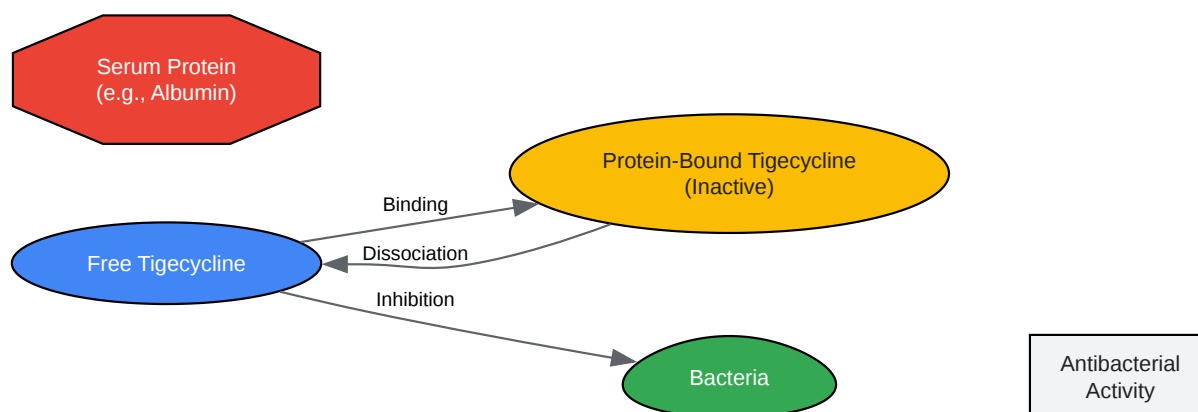 Serum Protein
(e.g., Albumin)
Protein-Bound Tigecycline
(Inactive)
Binding
Dissociation
Free Tigecycline
Inhibition
Bacteria
Antibacterial
Activity